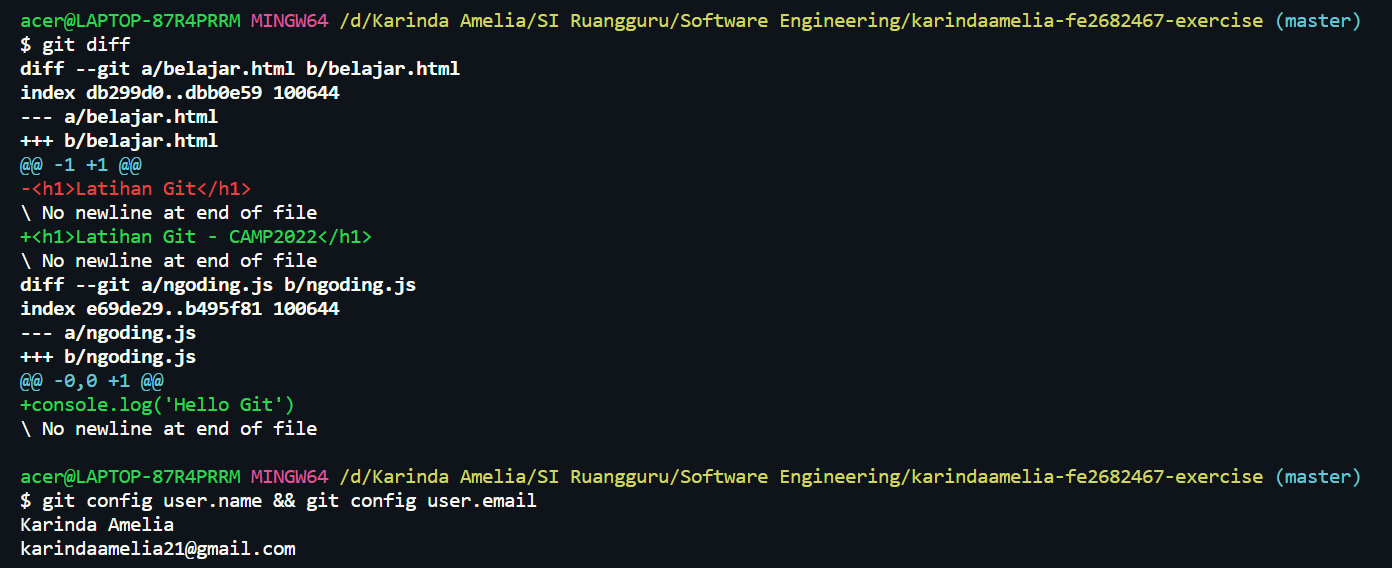 acer@LAPTOP-87R4PRRM MINGW64 /d/Karinda Amelia/SI Ruangguru/Software Engineering/karindaamelia-fe2682467-exercise (master)
$ git diff
diff --git a/belajar.html b/belajar.html
index db299d0..dbb0e59 100644
--- a/belajar.html
+++ b/belajar.html
@@ -1 +1 @@
-<h1>Latihan Git</h1>
\ No newline at end of file
+<h1>Latihan Git - CAMP2022</h1>
\ No newline at end of file
diff --git a/ngoding.js b/ngoding.js
index e69de29..b495f81 100644
--- a/ngoding.js
+++ b/ngoding.js
@@ -0,0 +1 @@
+console.log('Hello Git')
\ No newline at end of file
acer@LAPTOP-87R4PRRM MINGW64 /d/Karinda Amelia/SI Ruangguru/Software Engineering/karindaamelia-fe2682467-exercise (master)
$ git config user.name && git config user.email
Karinda Amelia
karindaamelia21@gmail.com